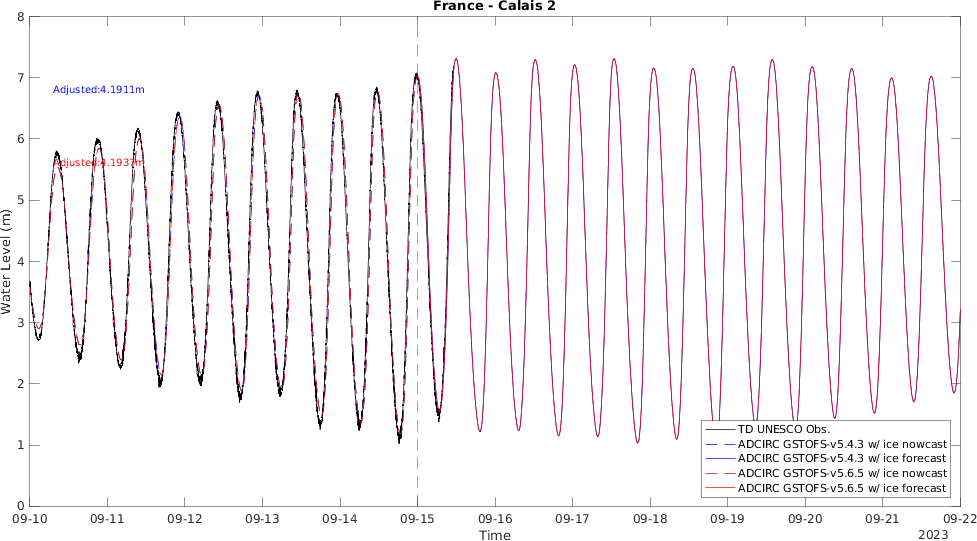 France - Calais 2
8
7
6
5
4
3
2
1
0
Water Level (m)
Adjusted:4.1911m
Adjusted:4.1937m
TD UNESCO Obs.
ADCIRC GSTOFS-v5.4.3 w/ ice nowcast
ADCIRC GSTOFS-v5.4.3 w/ ice forecast
ADCIRC GSTOFS-v5.6.5 w/ ice nowcast
ADCIRC GSTOFS-v5.6.5 w/ ice forecast
09-10 09-11 09-12 09-13 09-14 09-15 09-16 09-17 09-18 09-19 09-20 09-21 09-22
Time
2023